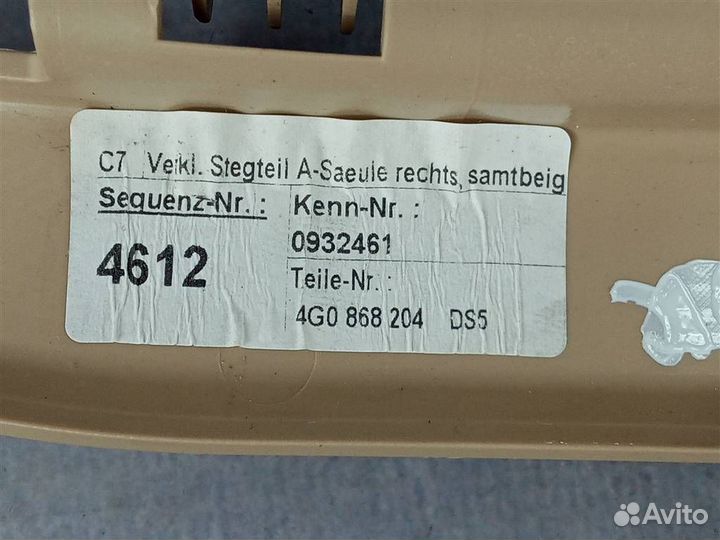 C7 Verkl. Stegteil A-Saeule rechts, samtbeig
Sequenz-Nr. :
4612
Kenn-Nr. :
0932461
Teile-Nr. :
4G0 868 204 DS5
Avito